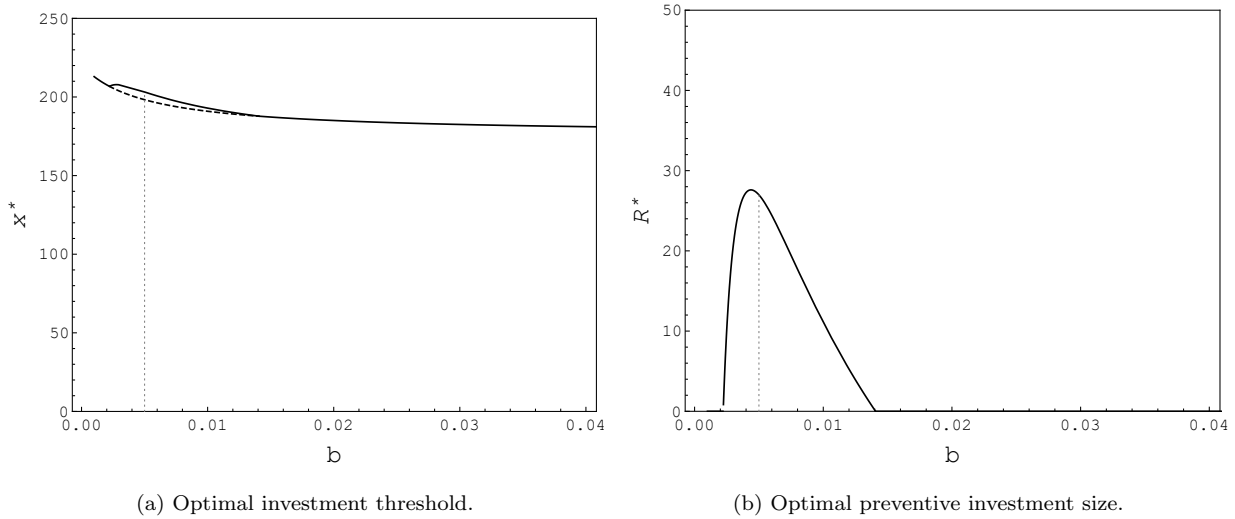 250
200
150
100
50
0
x*
0.00 0.01 0.02 0.03 0.04
b
(a) Optimal investment threshold.
50
40
30
20
10
0
R*
0.00 0.01 0.02 0.03 0.04
b
(b) Optimal preventive investment size.